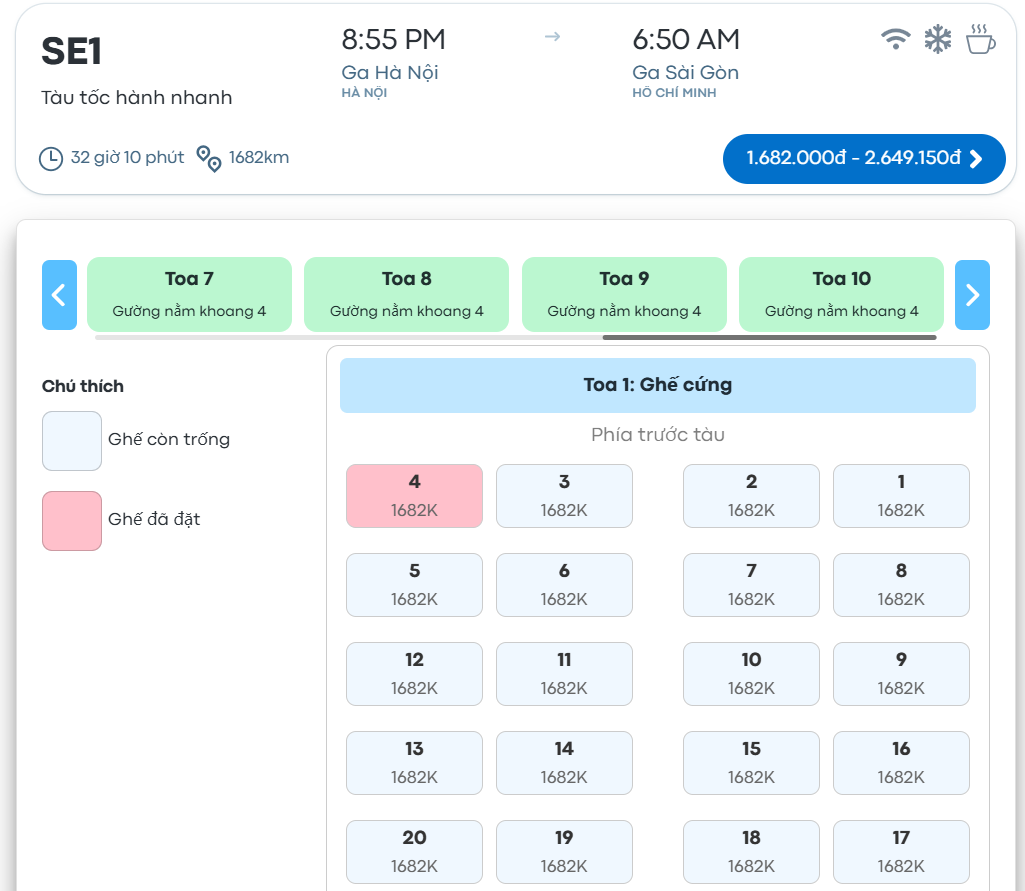 SE1
Tàu tốc hành nhanh
8:55 PM
Ga Hà Nội
HÀ NỘI
6:50 AM
Ga Sài Gòn
HỒ CHÍ MINH
32 giờ 10 phút
1682km
1.682.000đ - 2.649.150đ
Toa 7
Gường nằm khoang 4
Toa 8
Gường nằm khoang 4
Toa 9
Gường nằm khoang 4
Toa 10
Gường nằm khoang 4
Chú thích
Ghế còn trống
Ghế đã đặt
Toa 1: Ghế cứng
Phía trước tàu
4 3 2 1
1682K 1682K 1682K 1682K
5 6 7 8
1682K 1682K 1682K 1682K
12 11 10 9
1682K 1682K 1682K 1682K
13 14 15 16
1682K 1682K 1682K 1682K
20 19 18 17
1682K 1682K 1682K 1682K